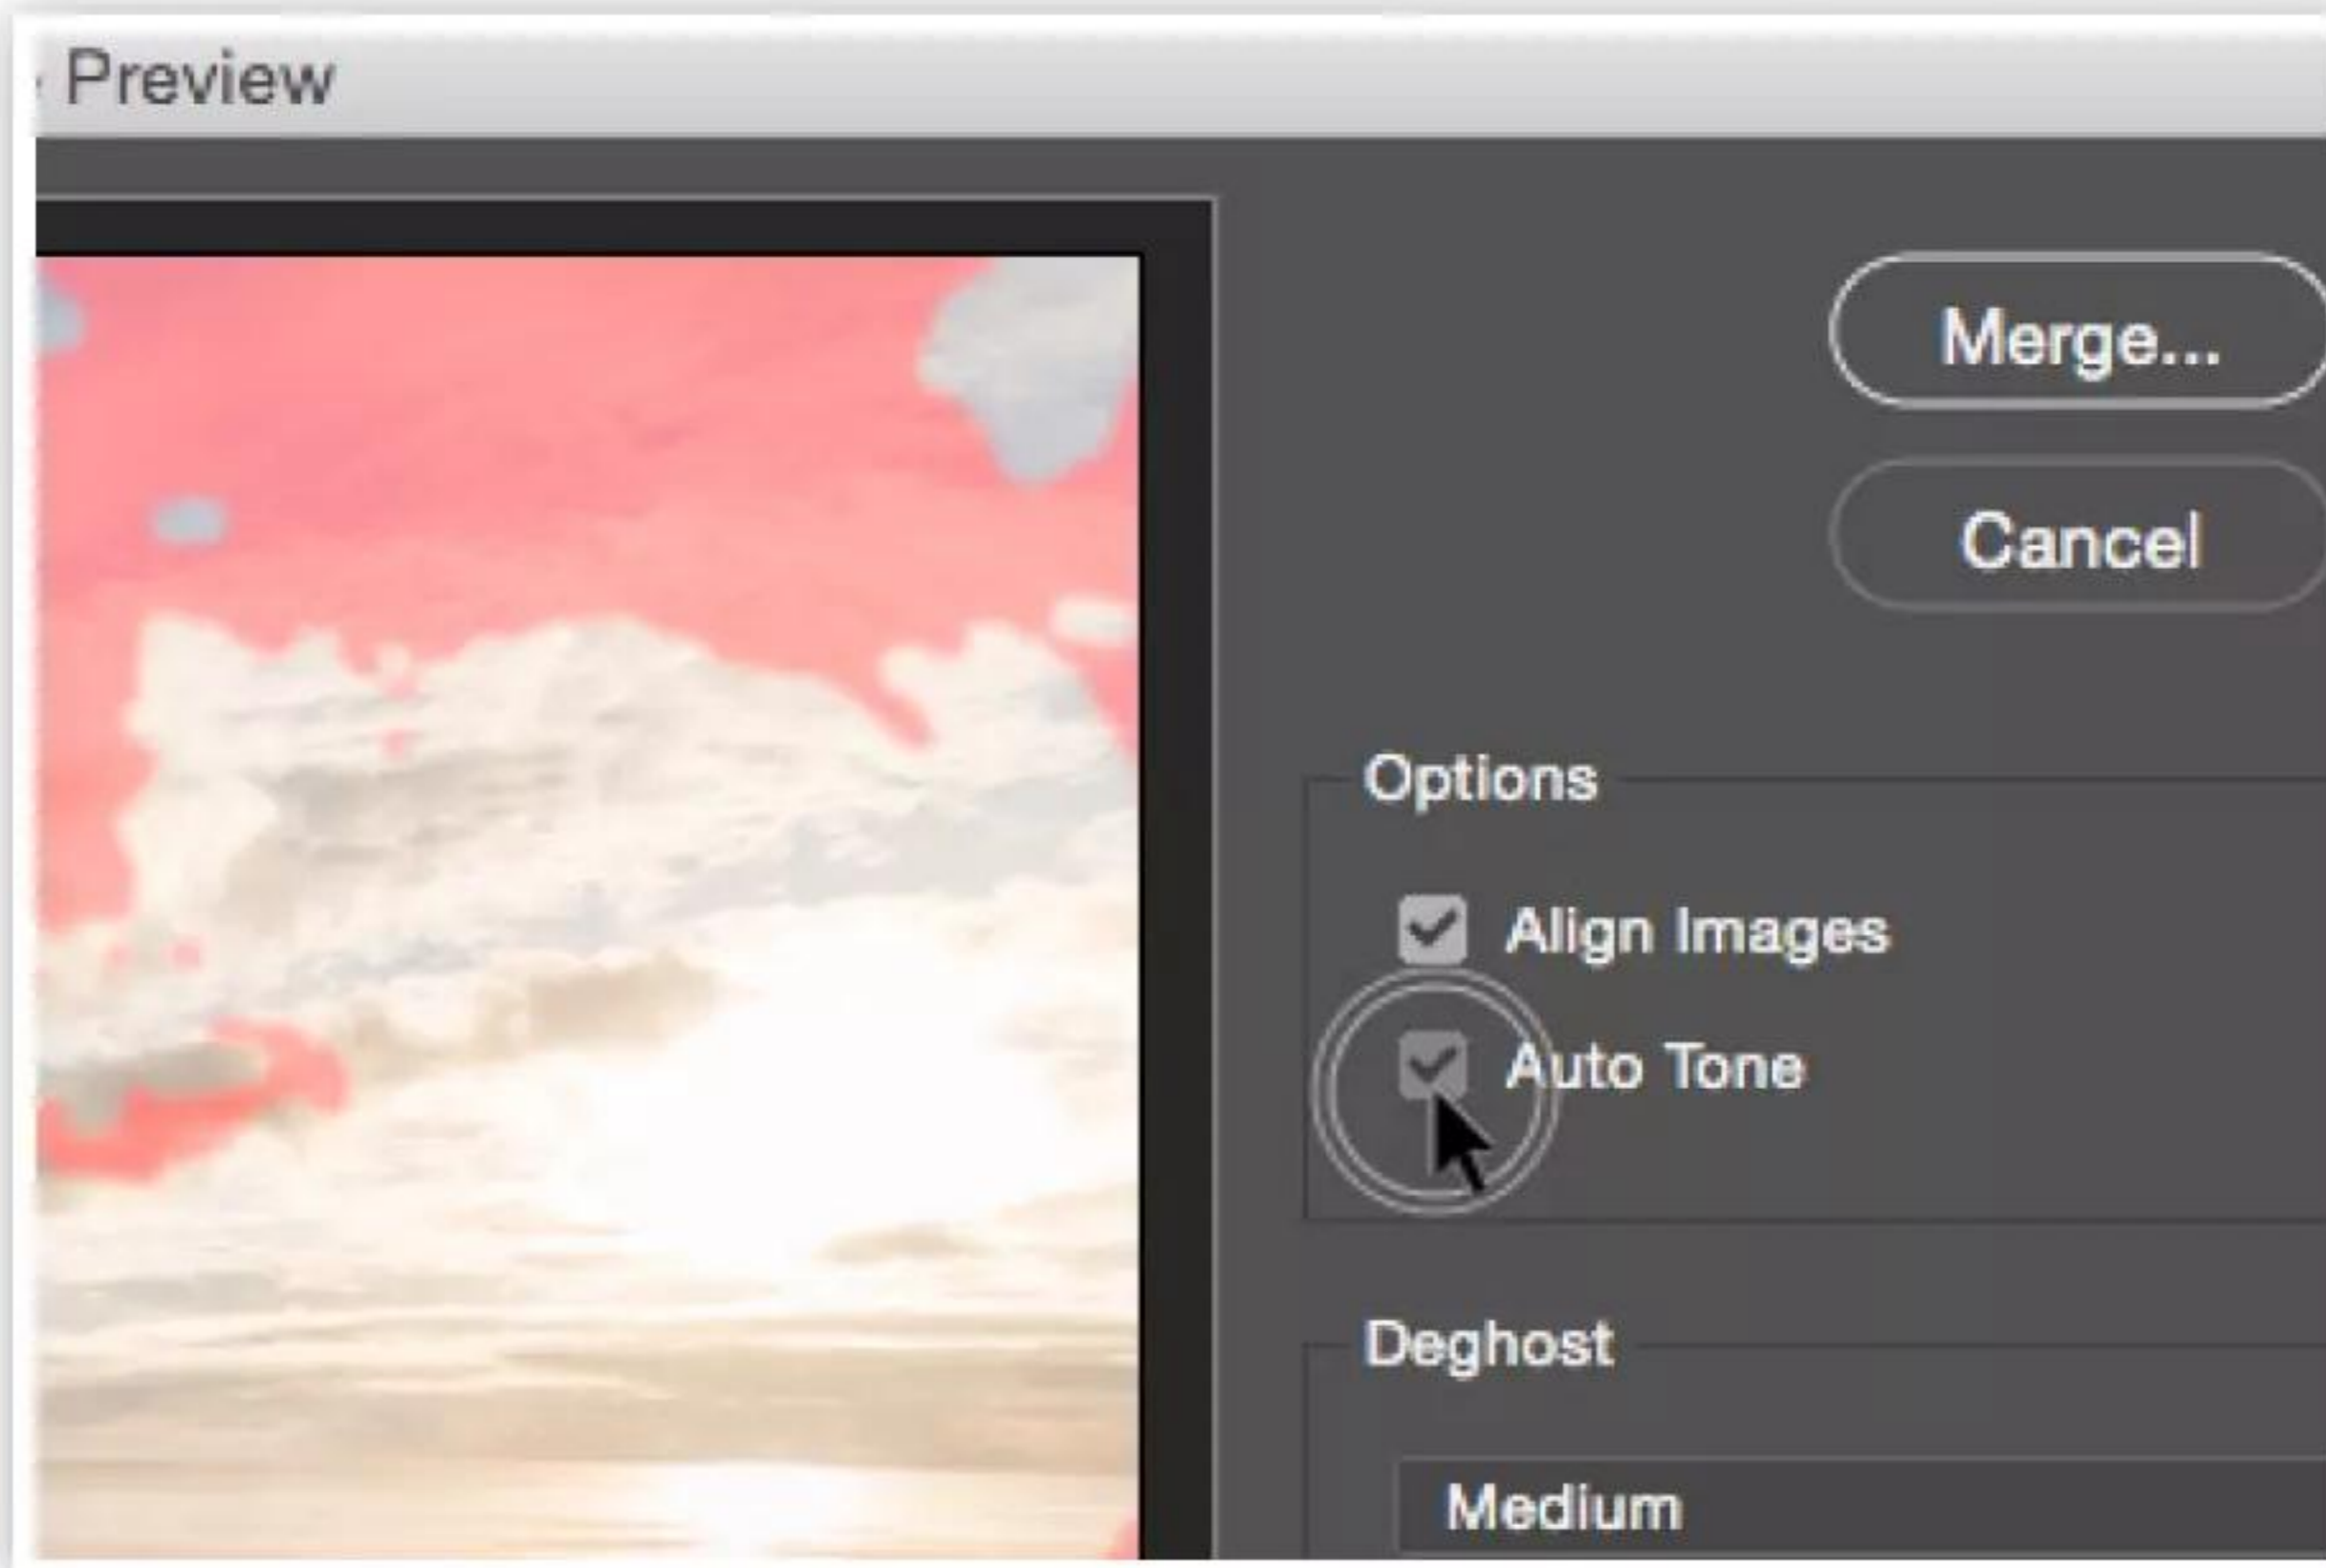 Preview
Merge...
Cancel
Options
Align Images
Auto Tone
Deghost
Medium